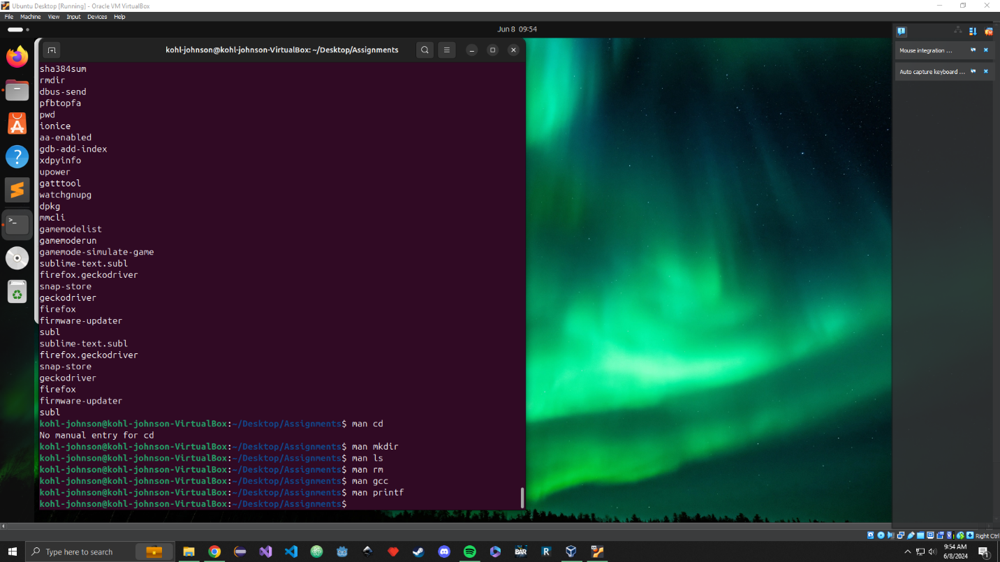 Ubuntu Desktop [Running] - Oracle VM VirtualBox
File Machine View Input Devices Help
Jun 8 09:54
kohl-johnson@kohl-johnson-VirtualBox: ~/Desktop/Assignments
Mouse integration ...
Auto capture keyboard ...
sha384sum
rmdir
dbus-send
pfbtopfa
pwd
ionice
aa-enabled
gdb-add-index
xdpyinfo
upower
gatttool
watchgnupg
dpkg
mmcli
gamemodelist
gamemoderun
gamemode-simulate-game
sublime-text.subl
firefox.geckodriver
snap-store
geckodriver
firefox
firmware-updater
subl
sublime-text.subl
firefox.geckodriver
snap-store
geckodriver
firefox
firmware-updater
subl
kohl-johnson@kohl-johnson-VirtualBox:~/Desktop/Assignments$ man cd
No manual entry for cd
kohl-johnson@kohl-johnson-VirtualBox:~/Desktop/Assignments$ man mkdir
kohl-johnson@kohl-johnson-VirtualBox:~/Desktop/Assignments$ man ls
kohl-johnson@kohl-johnson-VirtualBox:~/Desktop/Assignments$ man rm
kohl-johnson@kohl-johnson-VirtualBox:~/Desktop/Assignments$ man gcc
kohl-johnson@kohl-johnson-VirtualBox:~/Desktop/Assignments$ man printf
kohl-johnson@kohl-johnson-VirtualBox:~/Desktop/Assignments$
Right Ctrl
Type here to search
BAR
R
9:54 AM
6/8/2024
1